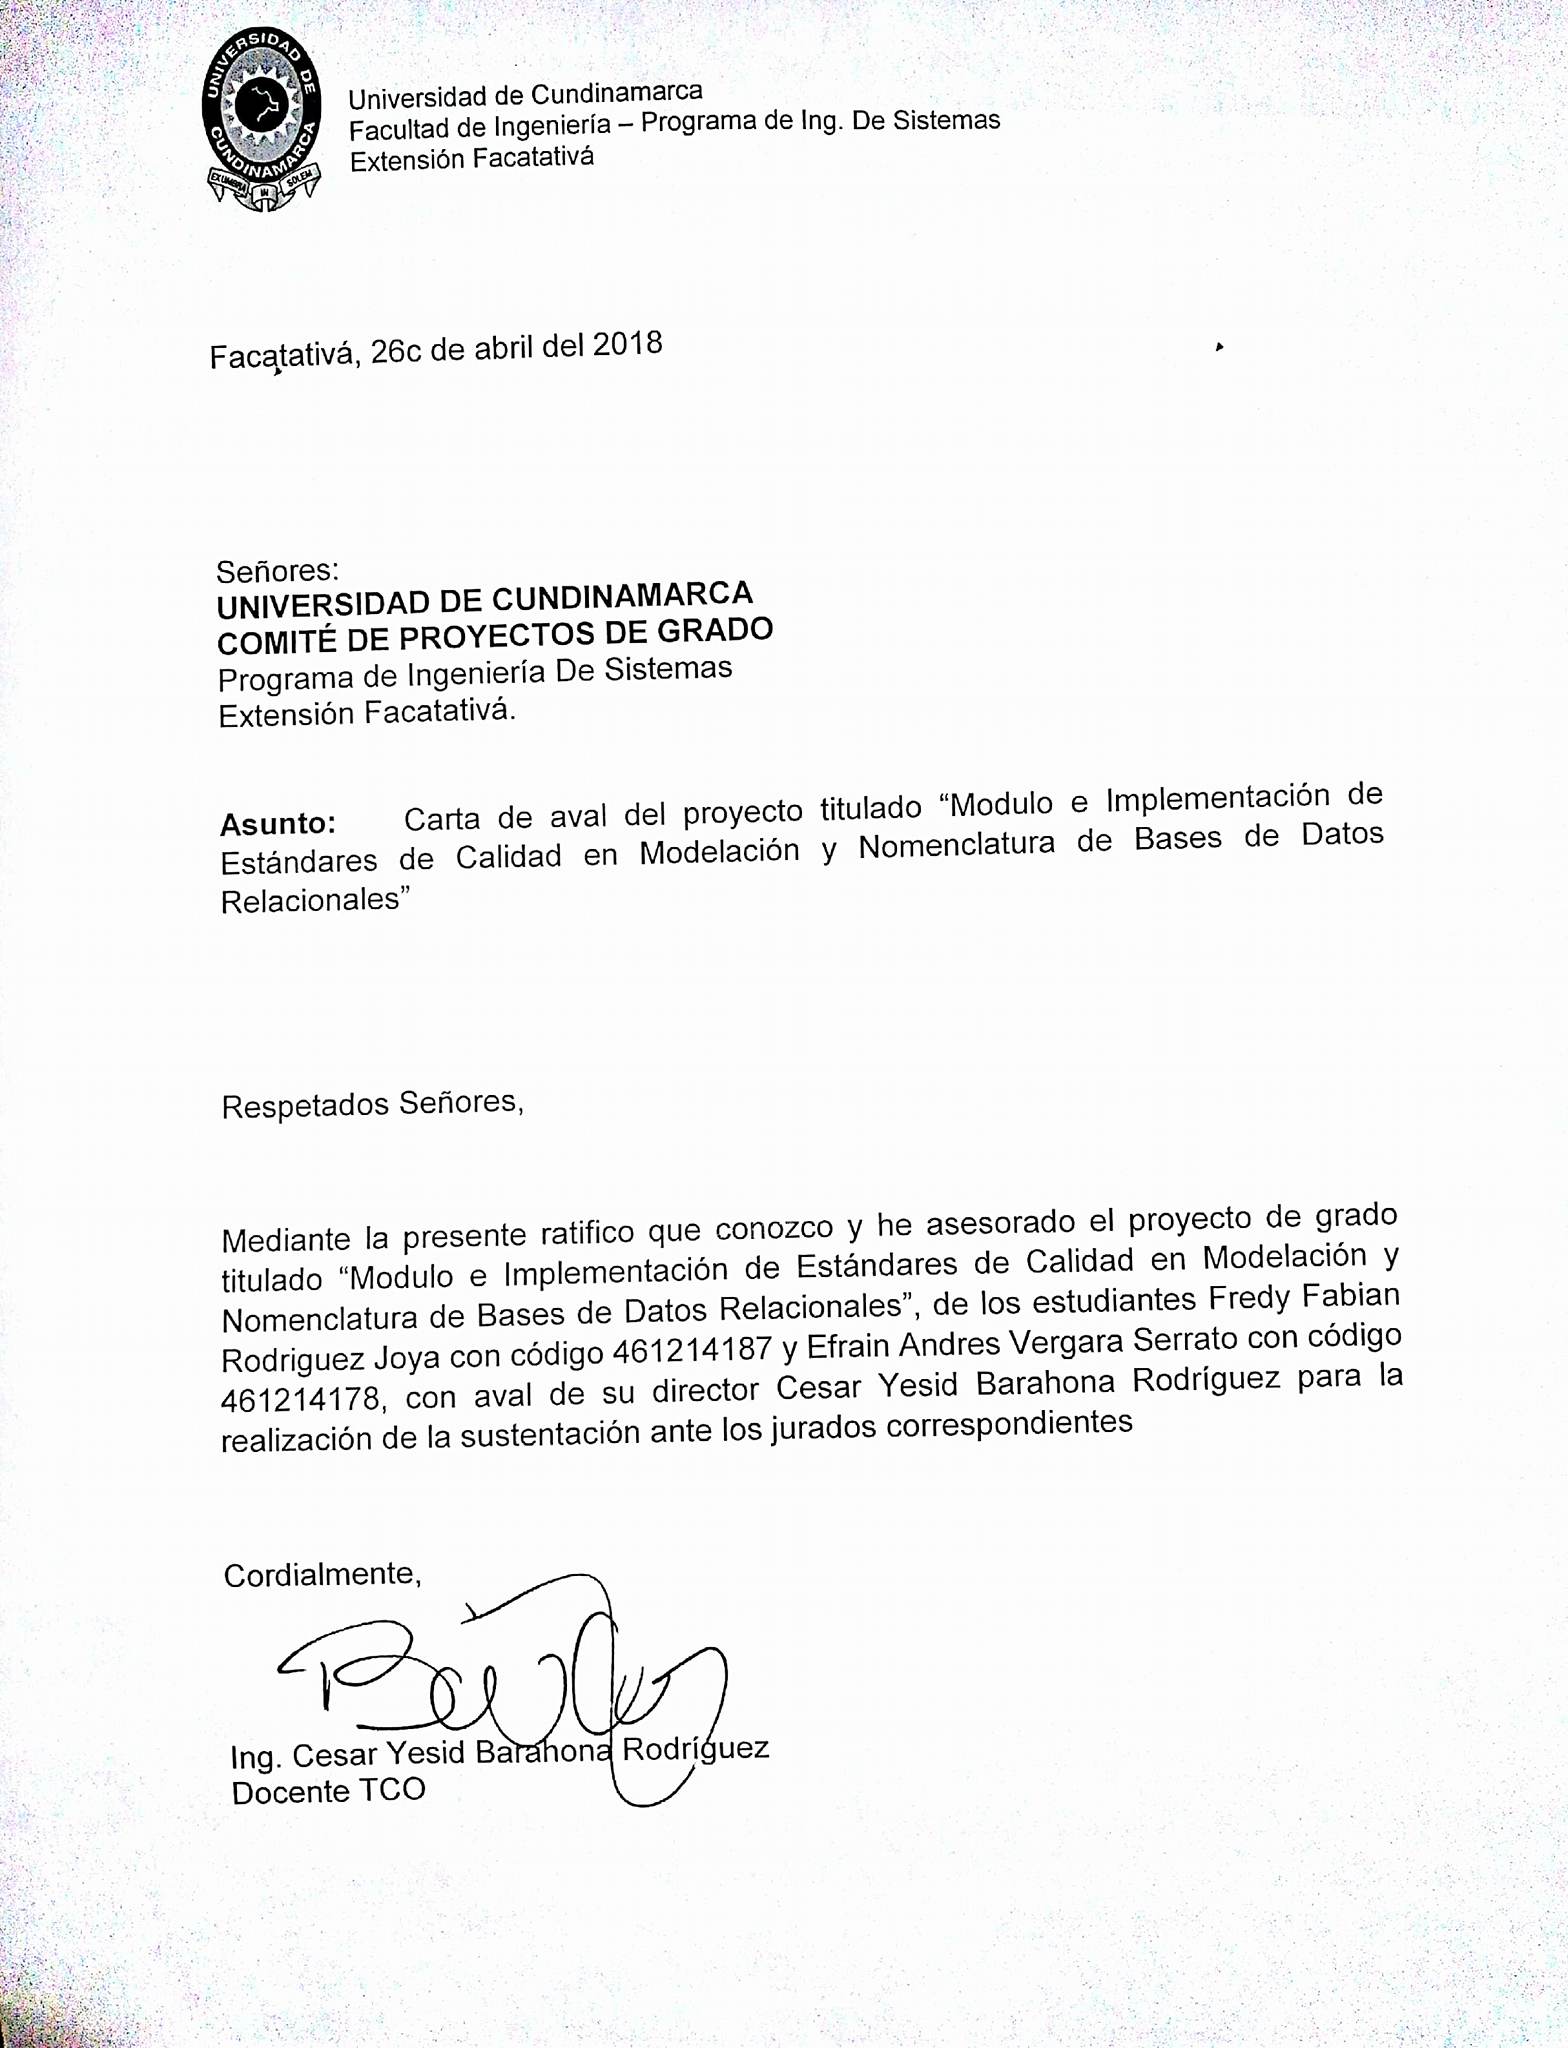 UNIVERSIDAD DE
CUNDINAMARCA
EX UMBRA IN SOLEM
Universidad de Cundinamarca
Facultad de Ingeniería – Programa de Ing. De Sistemas
Extensión Facatativá
Facatativá, 26c de abril del 2018
Señores:
UNIVERSIDAD DE CUNDINAMARCA
COMITÉ DE PROYECTOS DE GRADO
Programa de Ingeniería De Sistemas
Extensión Facatativá.
Asunto: Carta de aval del proyecto titulado “Modulo e Implementación de
Estándares de Calidad en Modelación y Nomenclatura de Bases de Datos
Relacionales”
Respetados Señores,
Mediante la presente ratifico que conozco y he asesorado el proyecto de grado
titulado “Modulo e Implementación de Estándares de Calidad en Modelación y
Nomenclatura de Bases de Datos Relacionales”, de los estudiantes Fredy Fabian
Rodriguez Joya con código 461214187 y Efrain Andres Vergara Serrato con código
461214178, con aval de su director Cesar Yesid Barahona Rodríguez para la
realización de la sustentación ante los jurados correspondientes
Cordialmente,
Ing. Cesar Yesid Barahona Rodríguez
Docente TCO